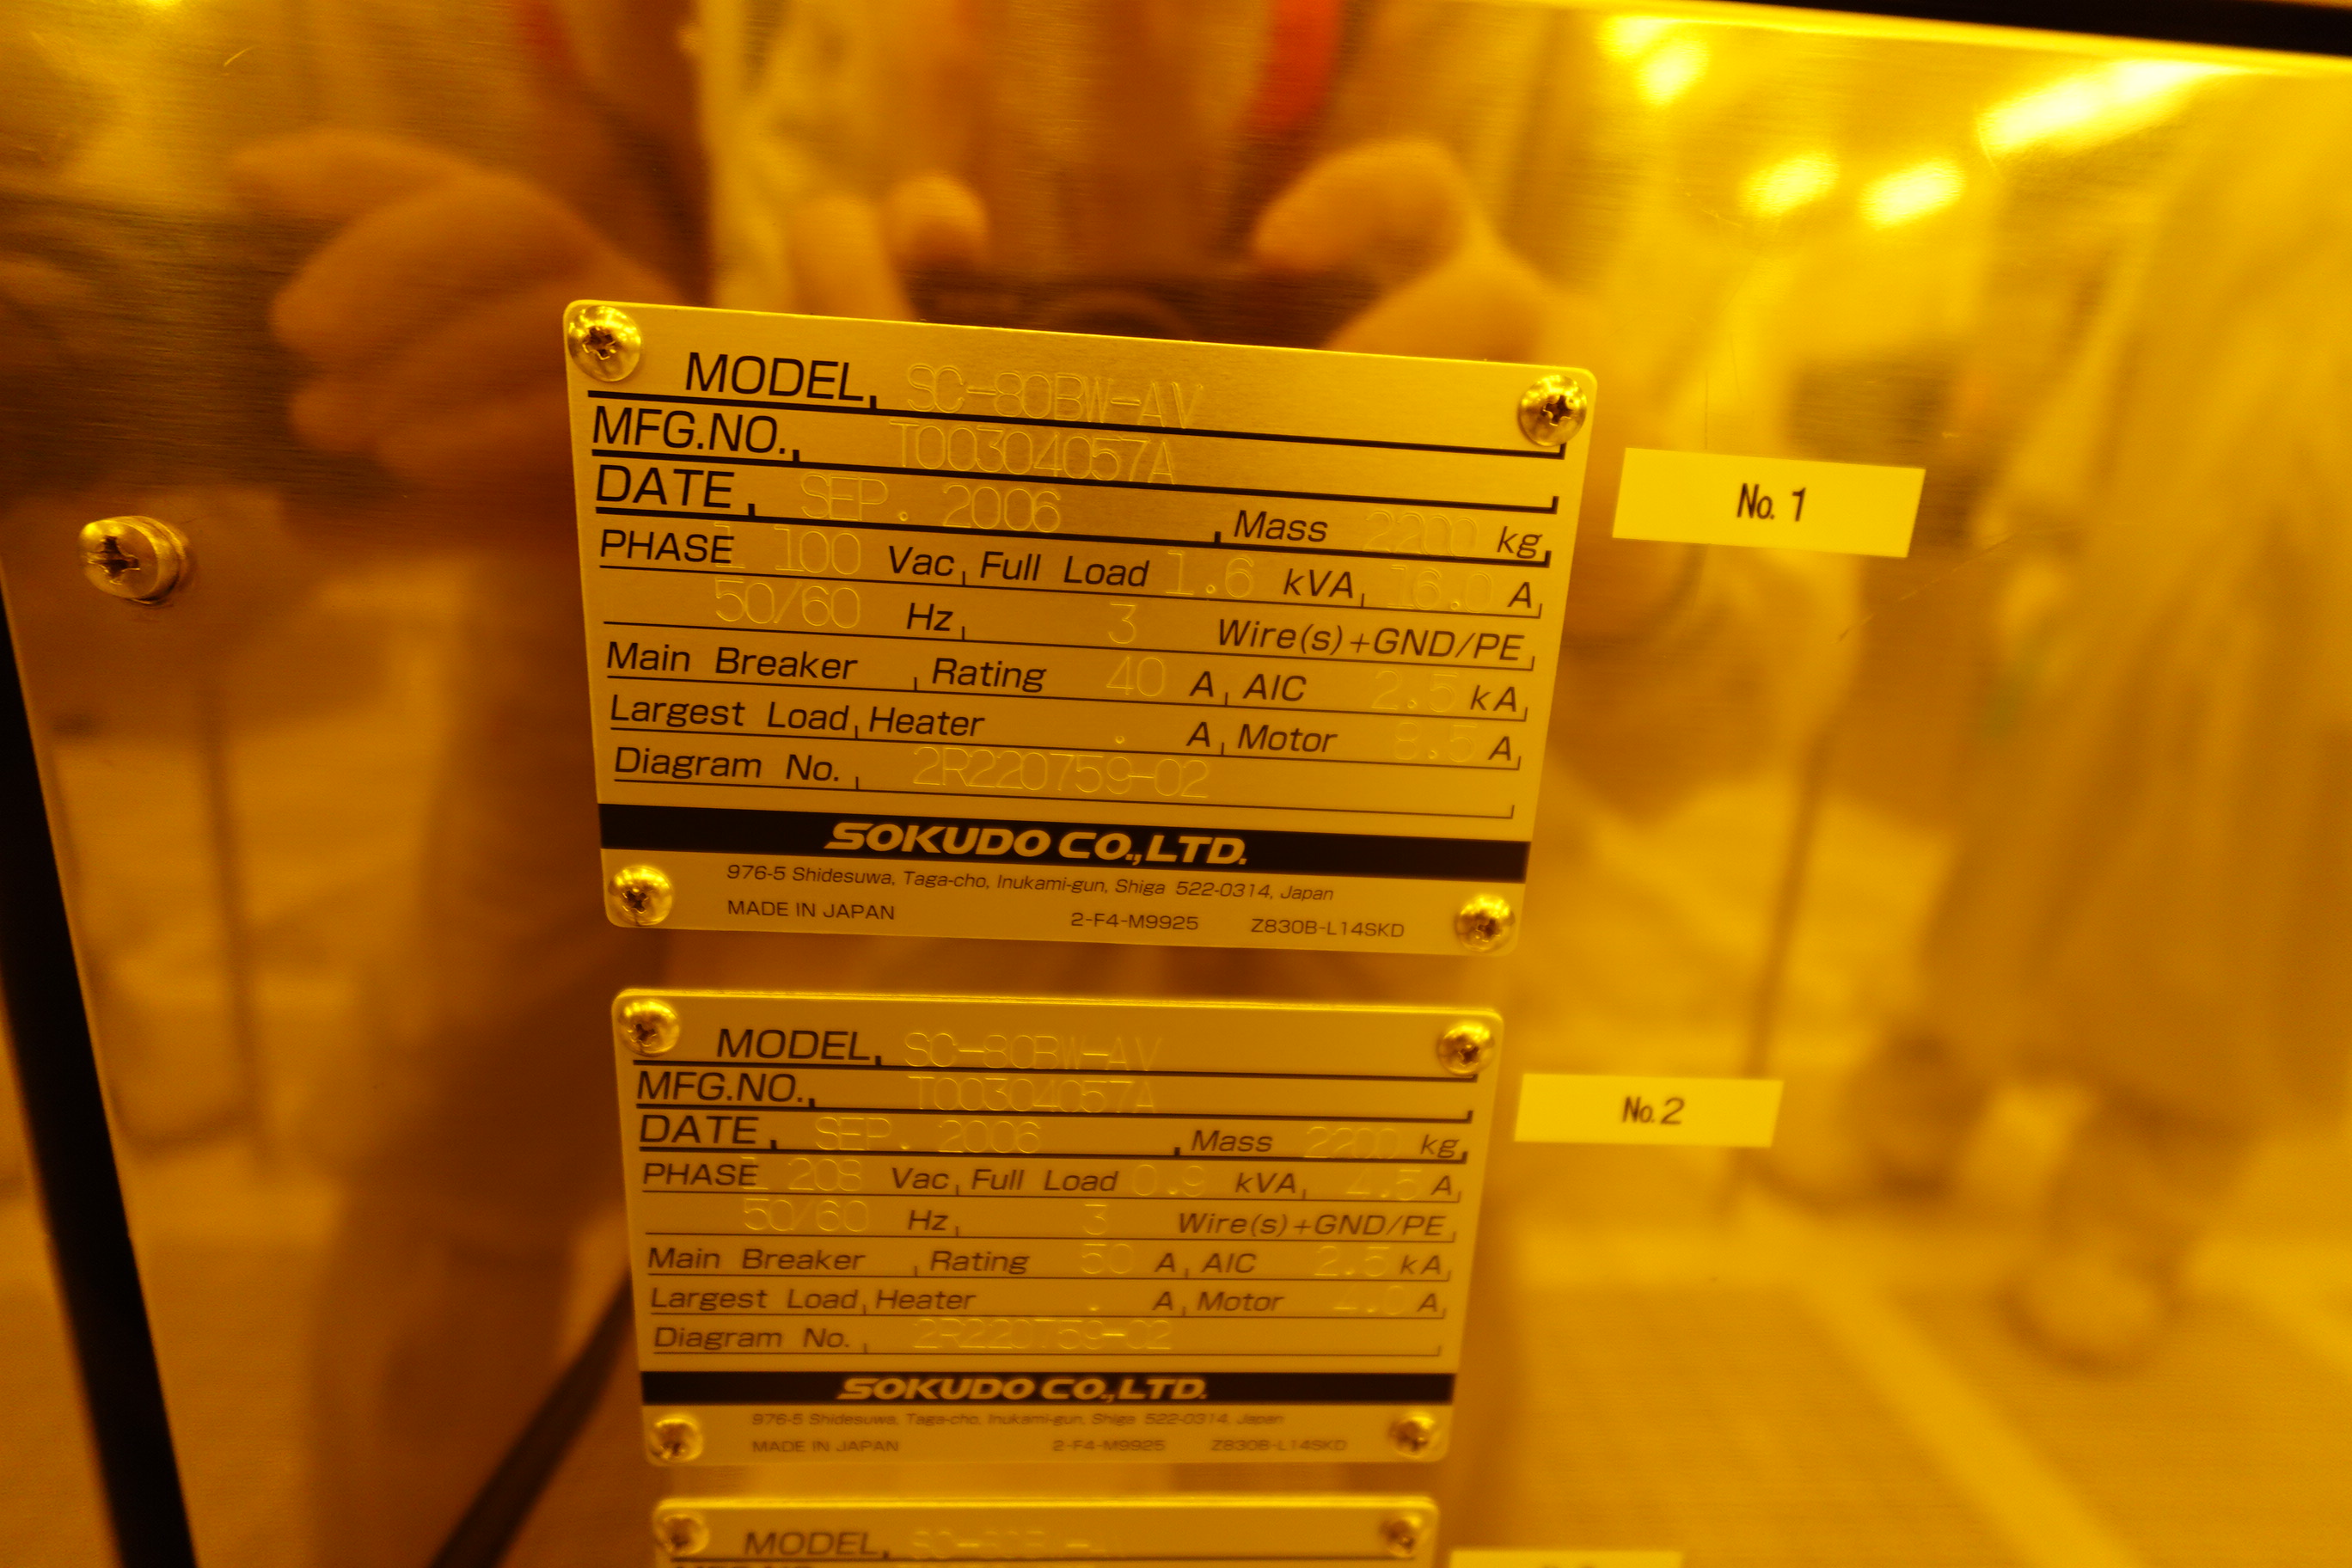 MODEL SC-80BW-AV
MFG.NO. T00304057A
DATE SEP. 2006 Mass 2200 kg
PHASE 1 100 Vac Full Load 1.6 kVA 16.0 A
50/60 Hz 3 Wire(s)+GND/PE
Main Breaker Rating 40 A AIC 2.5 kA
Largest Load Heater . A Motor 8.5 A
Diagram No. 2R220759-02
SOKUDO CO.,LTD.
976-5 Shidesuwa, Taga-cho, Inukami-gun, Shiga 522-0314, Japan
MADE IN JAPAN 2-F4-M9925 Z830B-L14SKD
No. 1
MODEL SC-80BW-AV
MFG.NO. T00304057A
DATE SEP. 2006 Mass 2200 kg
PHASE 1 208 Vac Full Load 0.9 kVA 4.5 A
50/60 Hz 3 Wire(s)+GND/PE
Main Breaker Rating 50 A AIC 2.5 kA
Largest Load Heater . A Motor 4.0 A
Diagram No. 2R220759-02
SOKUDO CO.,LTD.
976-5 Shidesuwa, Taga-cho, Inukami-gun, Shiga 522-0314, Japan
MADE IN JAPAN 2-F4-M9925 Z830B-L14SKD
No. 2
MODEL